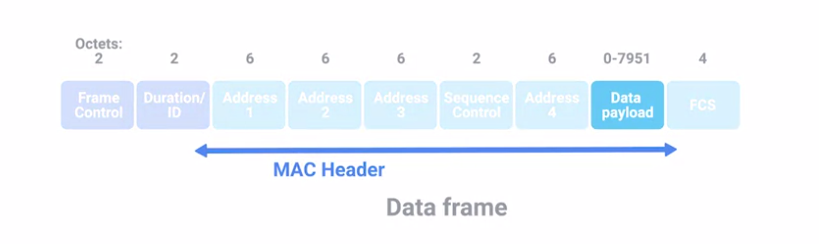 Octets:
2 2 6 6 6 2 6 0-7951 4
Frame Control
Duration/ ID
Address 1
Address 2
Address 3
Sequence Control
Address 4
Data payload
FCS
MAC Header
Data frame